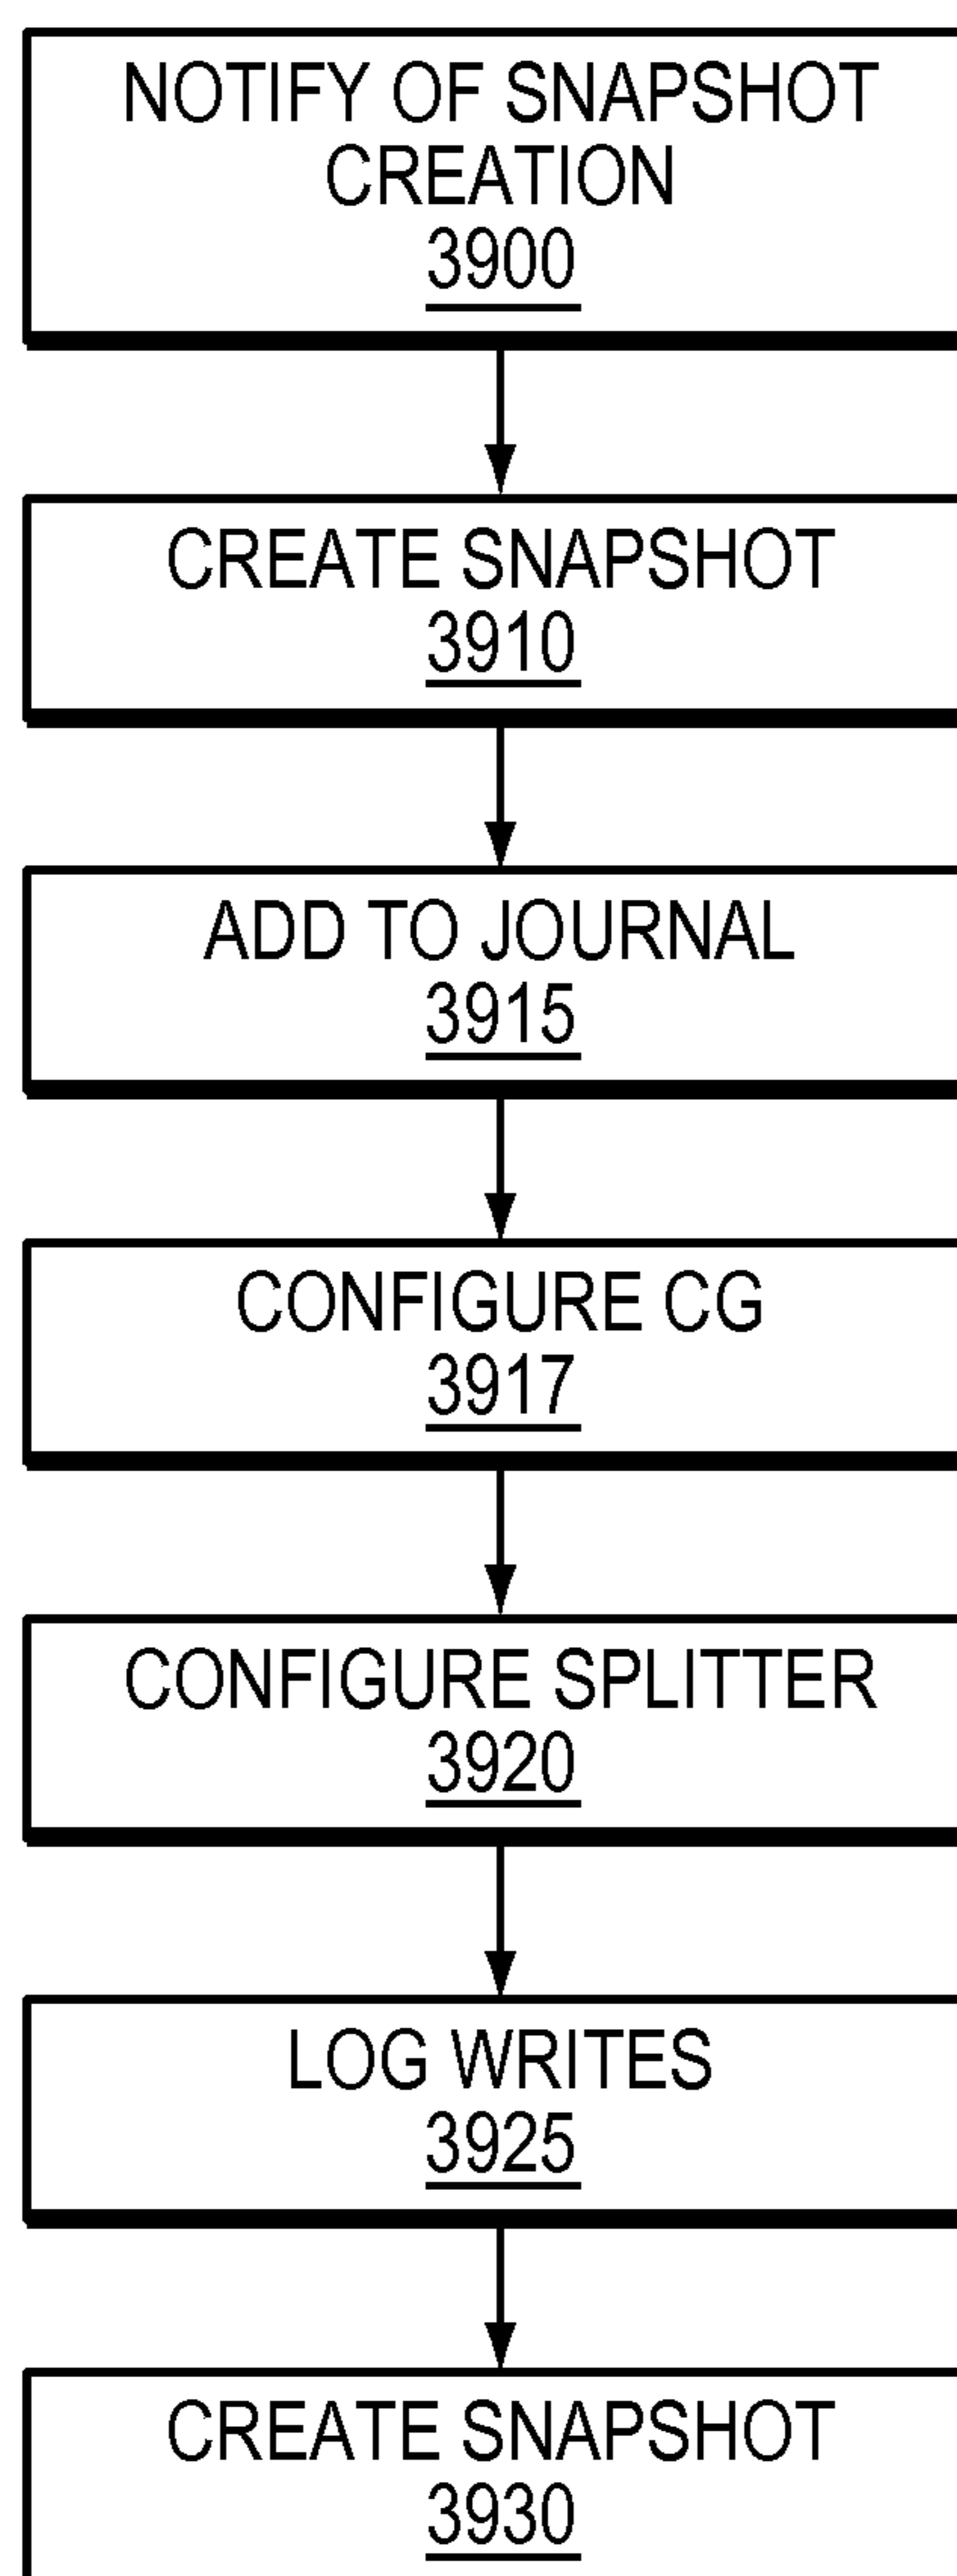 NOTIFY OF SNAPSHOT
CREATION
3900
CREATE SNAPSHOT
3910
ADD TO JOURNAL
3915
CONFIGURE CG
3917
CONFIGURE SPLITTER
3920
LOG WRITES
3925
CREATE SNAPSHOT
3930